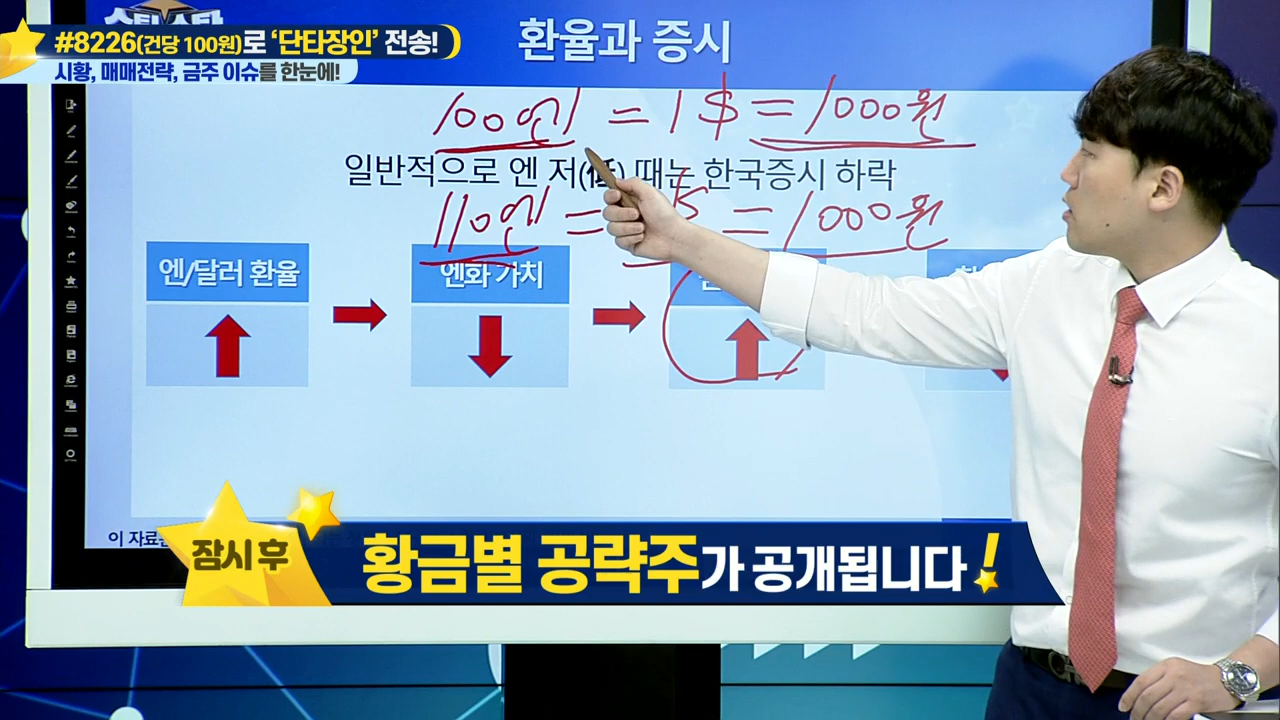 #8226(건당 100원)로 '단타장인' 전송!
시황, 매매전략, 금주 이슈를 한눈에!
환율과 증시
100엔 = 1$ = 1000원
일반적으로 엔 저(低) 때는 한국증시 하락
110엔 = = 1000원
엔/달러 환율
엔화 가치
이 자료는
잠시 후
황금별 공략주가 공개됩니다!